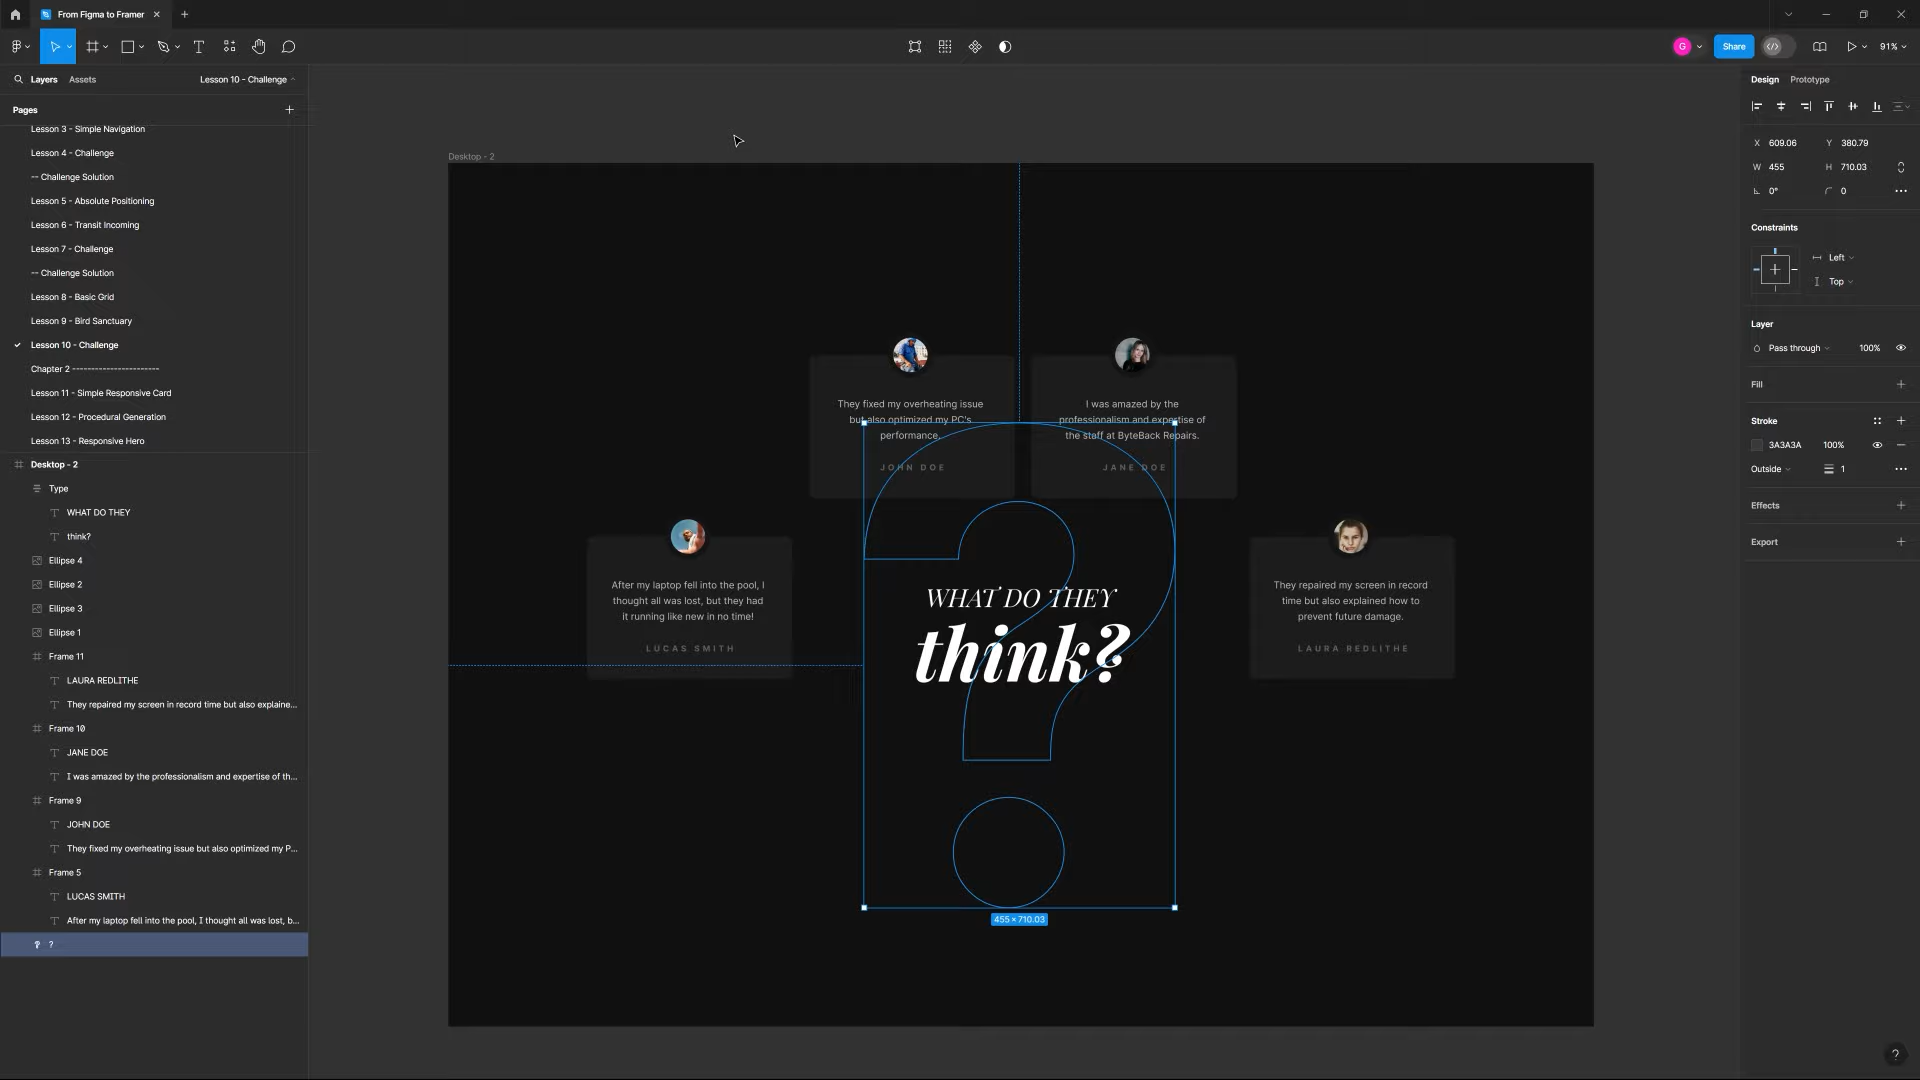 From Figma to Framer
Share
91%
Layers
Assets
Lesson 10 - Challenge
Pages
Lesson 3 - Simple Navigation
Lesson 4 - Challenge
-- Challenge Solution
Lesson 5 - Absolute Positioning
Lesson 6 - Transit Incoming
Lesson 7 - Challenge
-- Challenge Solution
Lesson 8 - Basic Grid
Lesson 9 - Bird Sanctuary
Lesson 10 - Challenge
Chapter 2 -----------------------
Lesson 11 - Simple Responsive Card
Lesson 12 - Procedural Generation
Lesson 13 - Responsive Hero
Desktop - 2
Type
WHAT DO THEY
think?
Ellipse 4
Ellipse 2
Ellipse 3
Ellipse 1
Frame 11
LAURA REDLITHE
They repaired my screen in record time but also explaine...
Frame 10
JANE DOE
I was amazed by the professionalism and expertise of th...
Frame 9
JOHN DOE
They fixed my overheating issue but also optimized my P...
Frame 5
LUCAS SMITH
After my laptop fell into the pool, I thought all was lost, b...
?
Desktop - 2
They fixed my overheating issue
but also optimized my PC's
performance.
JOHN DOE
I was amazed by the
professionalism and expertise of
the staff at ByteBack Repairs.
JANE DOE
After my laptop fell into the pool, I
thought all was lost, but they had
it running like new in no time!
LUCAS SMITH
WHAT DO THEY
think?
They repaired my screen in record
time but also explained how to
prevent future damage.
LAURA REDLITHE
455 × 710.03
Design
Prototype
X 609.06
Y 380.79
W 455
H 710.03
0°
0
Constraints
Left
Top
Layer
Pass through
100%
Fill
Stroke
3A3A3A
100%
Outside
1
Effects
Export
G
?